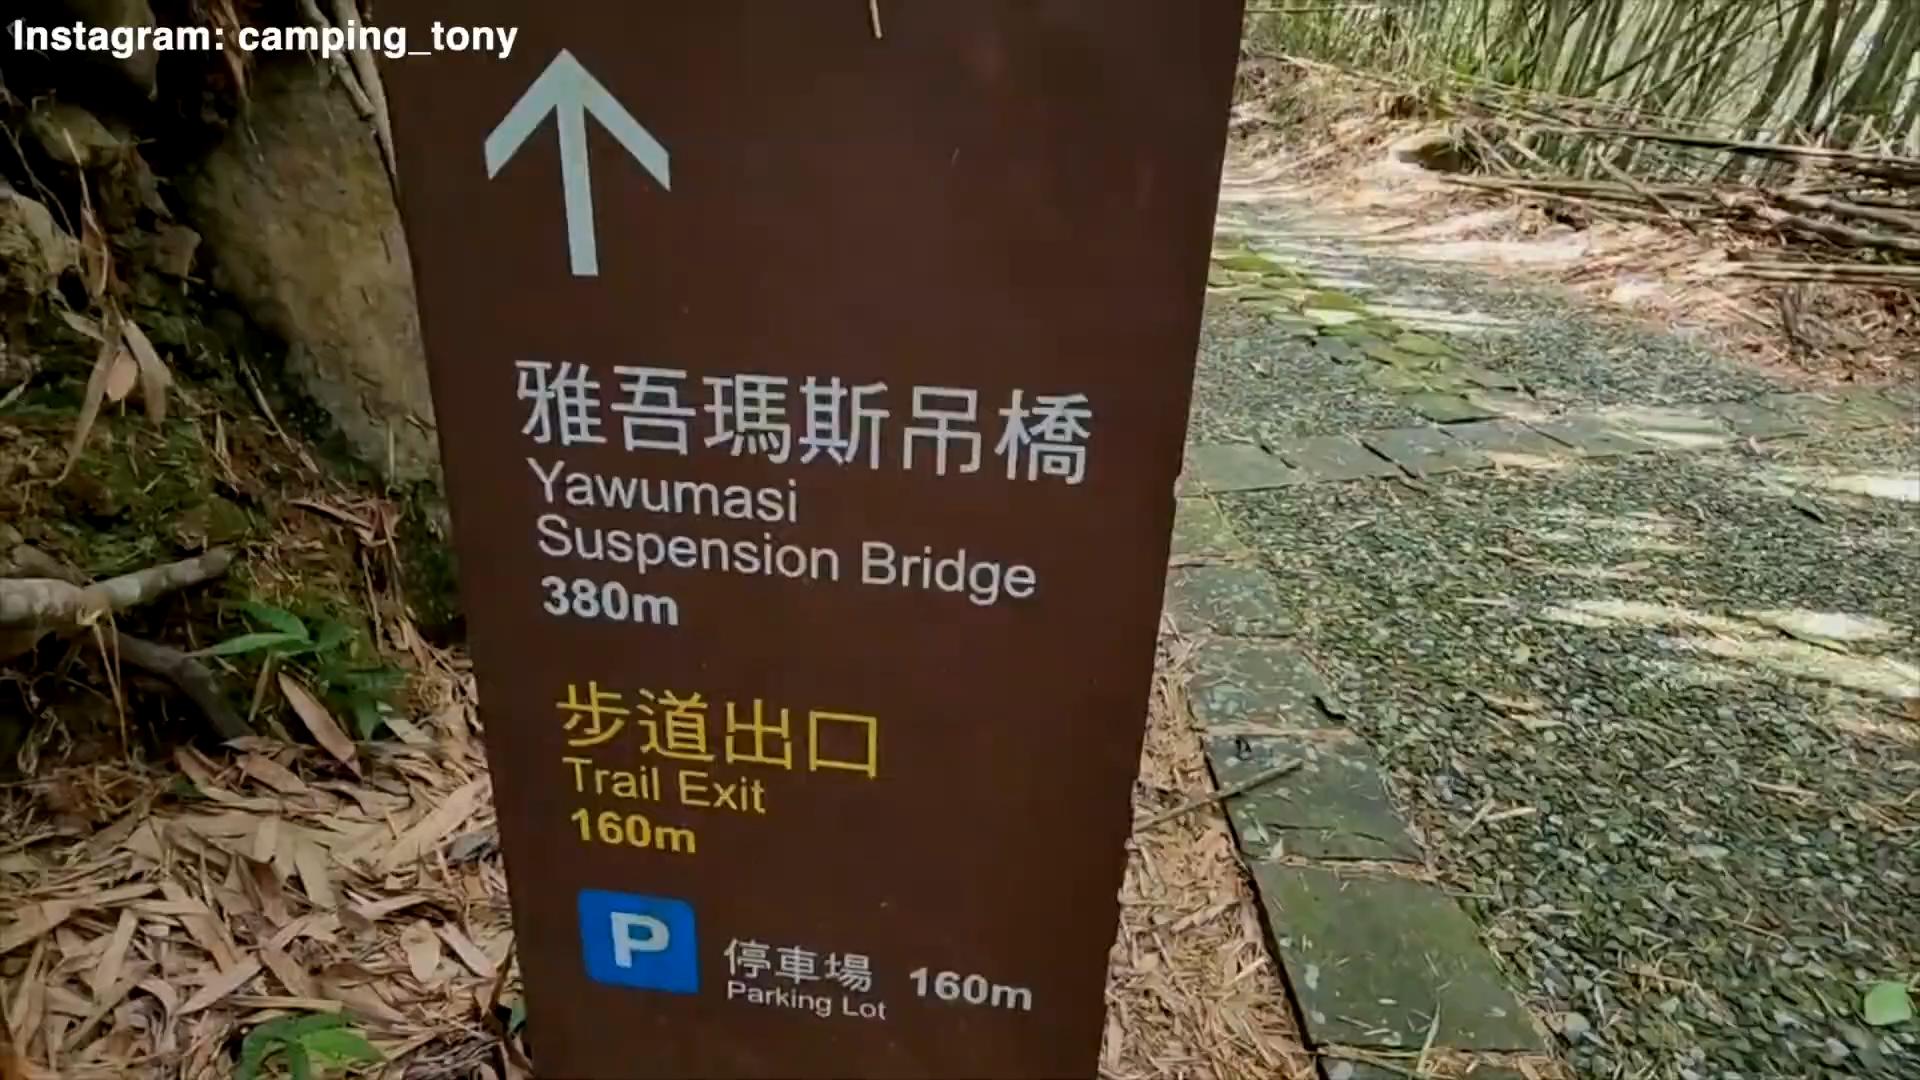 Instagram: camping_tony
雅吾瑪斯吊橋
Yawumasi
Suspension Bridge
380m
步道出口
Trail Exit
160m
P 停車場 160m
Parking Lot